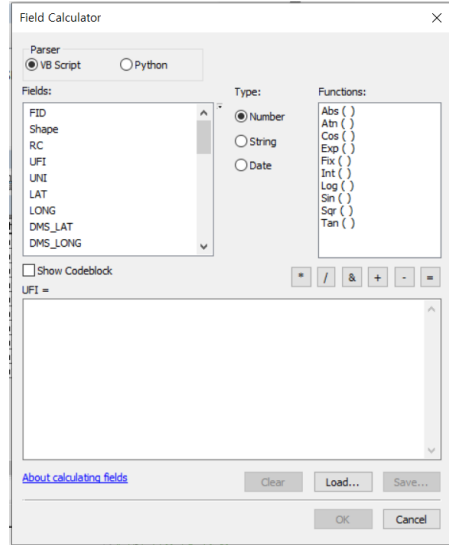 Field Calculator
Parser
VB Script
Python
Fields:
FID
Shape
RC
UFI
UNI
LAT
LONG
DMS_LAT
DMS_LONG
Type:
Number
String
Date
Functions:
Abs ( )
Atn ( )
Cos ( )
Exp ( )
Fix ( )
Int ( )
Log ( )
Sin ( )
Sqr ( )
Tan ( )
Show Codeblock
* / & + - =
UFI =
About calculating fields
Clear
Load...
Save...
OK
Cancel